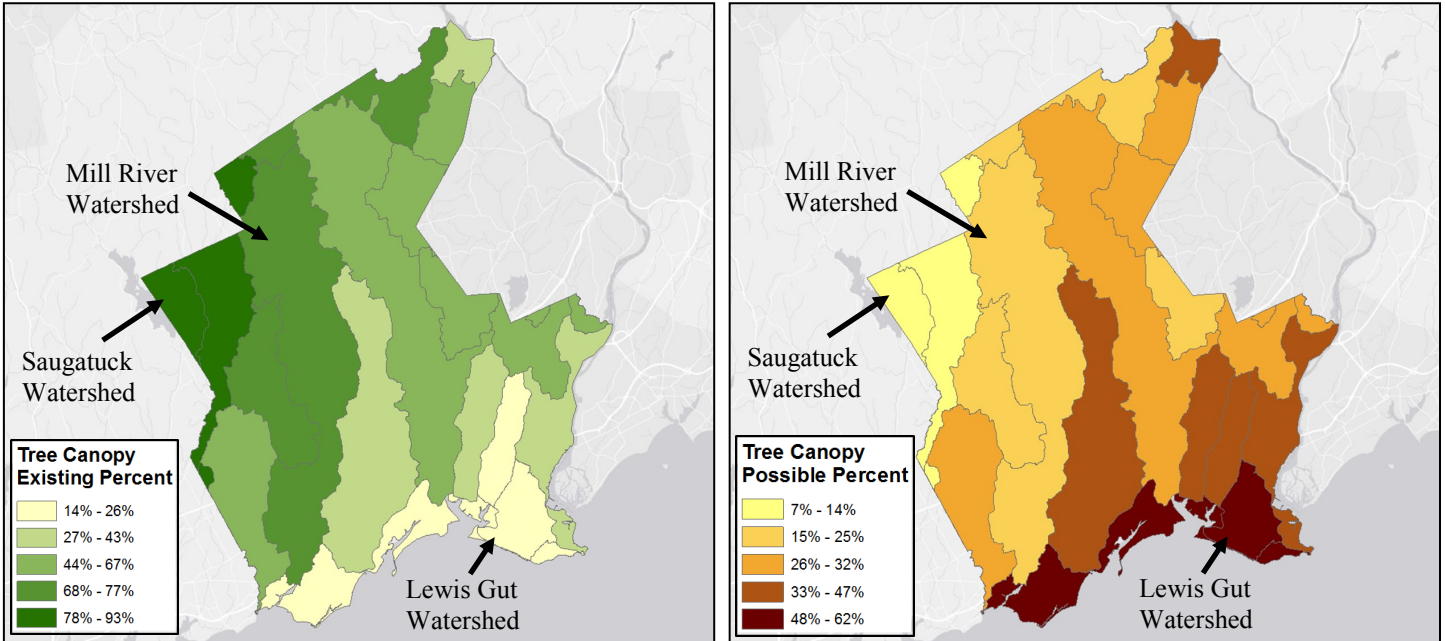 Mill River
Watershed
Saugatuck
Watershed
Tree Canopy
Existing Percent
14% - 26%
27% - 43%
44% - 67%
68% - 77%
78% - 93%
Lewis Gut
Watershed
Mill River
Watershed
Saugatuck
Watershed
Tree Canopy
Possible Percent
7% - 14%
15% - 25%
26% - 32%
33% - 47%
48% - 62%
Lewis Gut
Watershed